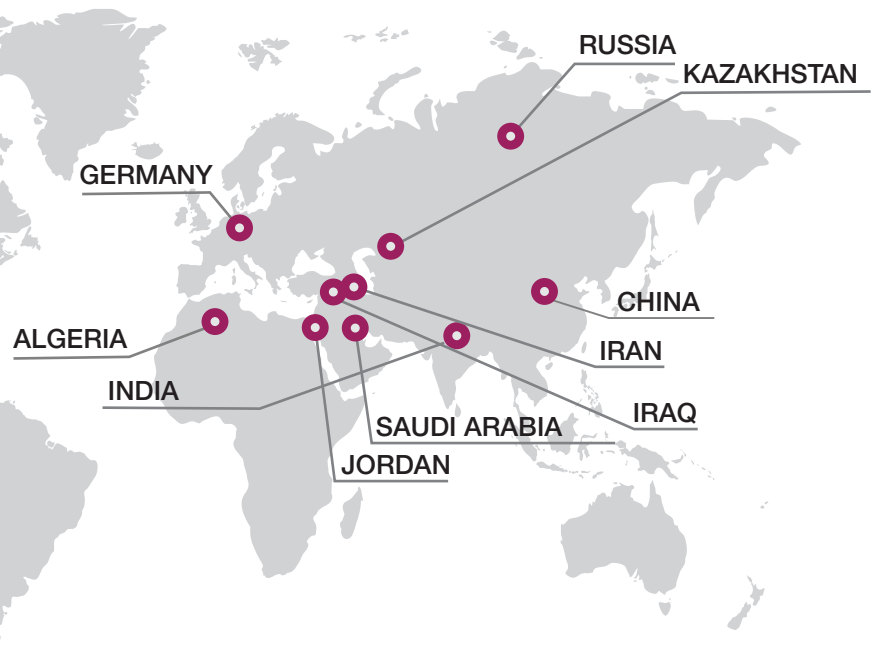 RUSSIA
KAZAKHSTAN
GERMANY
CHINA
ALGERIA
IRAN
INDIA
IRAQ
SAUDI ARABIA
JORDAN